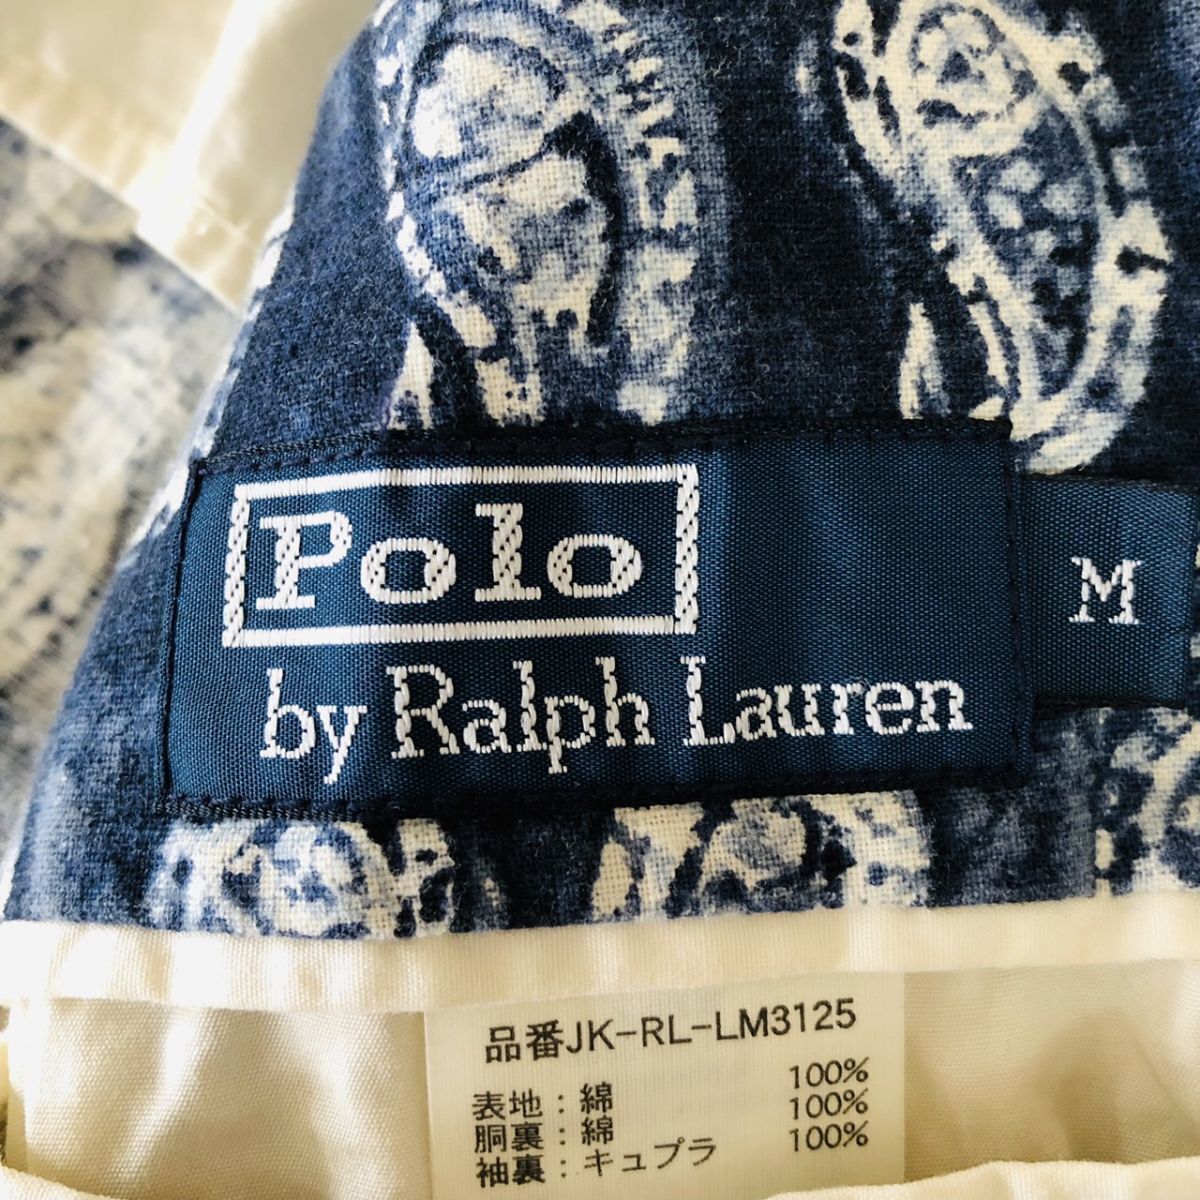 Polo
by Ralph Lauren
M
品番JK-RL-LM3125
表地：綿 100%
胴裏：綿 100%
袖裏：キュプラ 100%